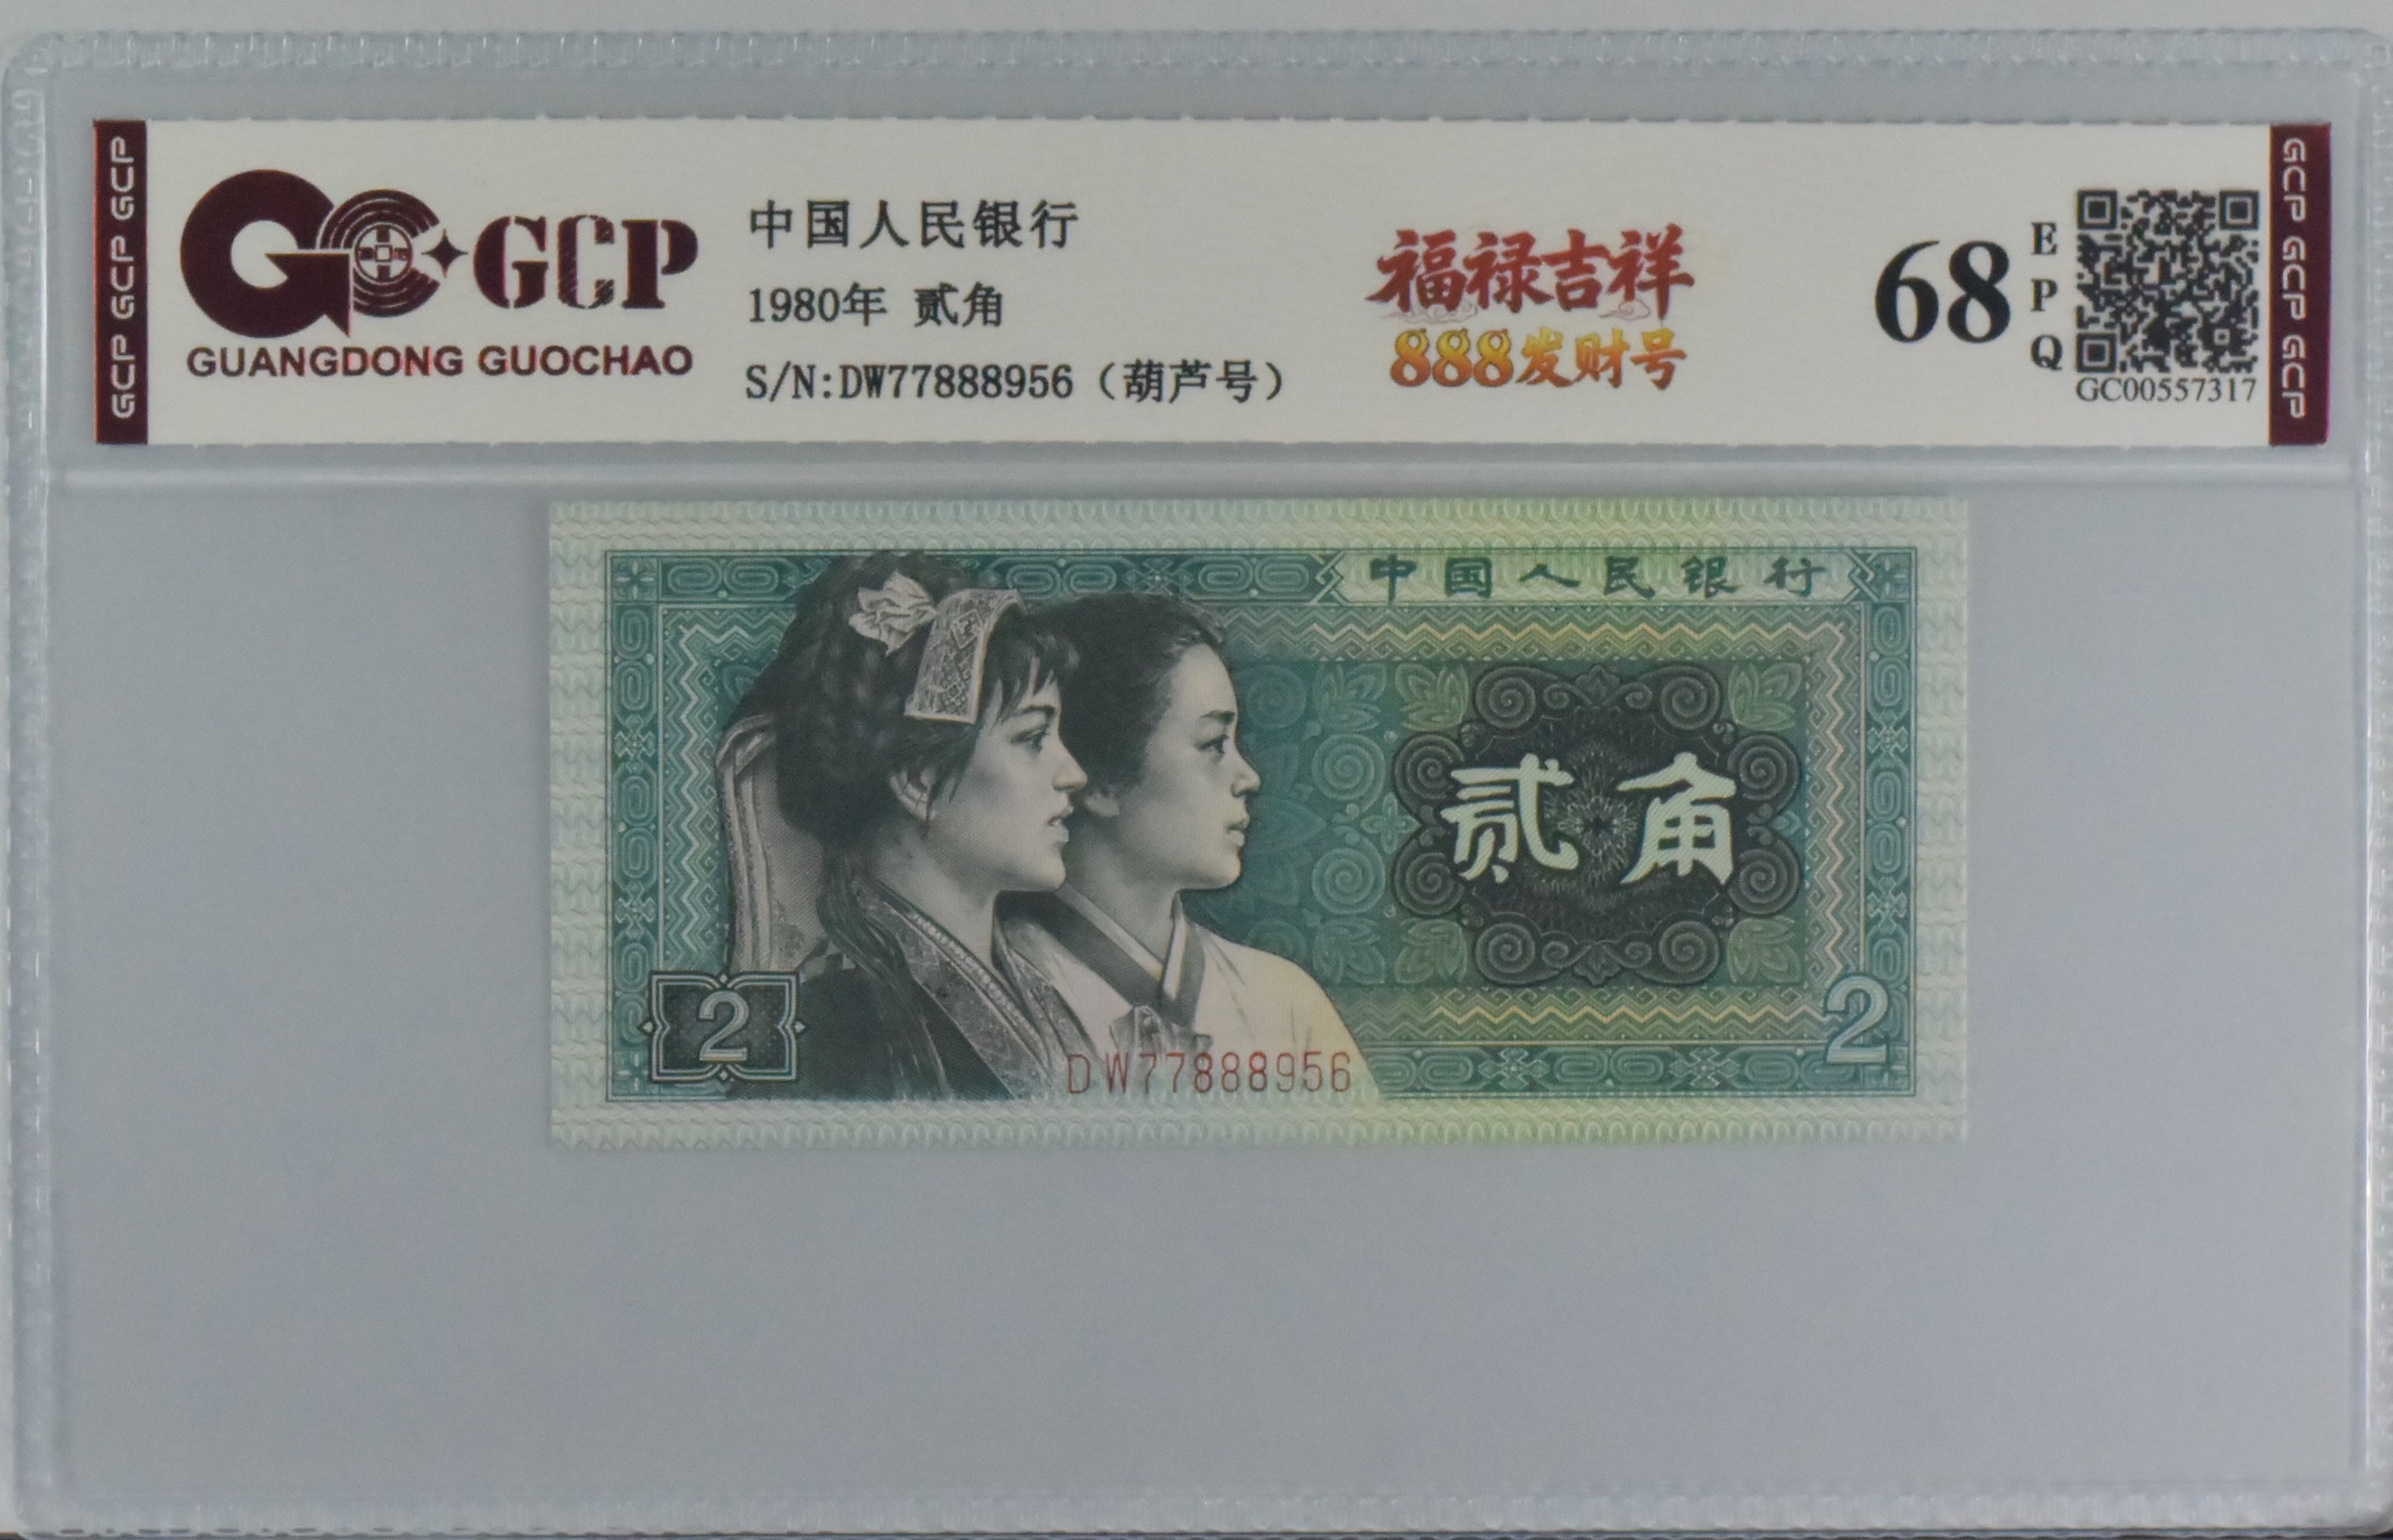 GCP GCP GCP
GCP
GUANGDONG GUOCHAO
中国人民银行
1980年 贰角
S/N:DW77888956（葫芦号）
福禄吉祥
888发财号
68
E
P
Q
GC00557317
GCP GCP GCP
中国人民银行
贰角
2
2
DW77888956